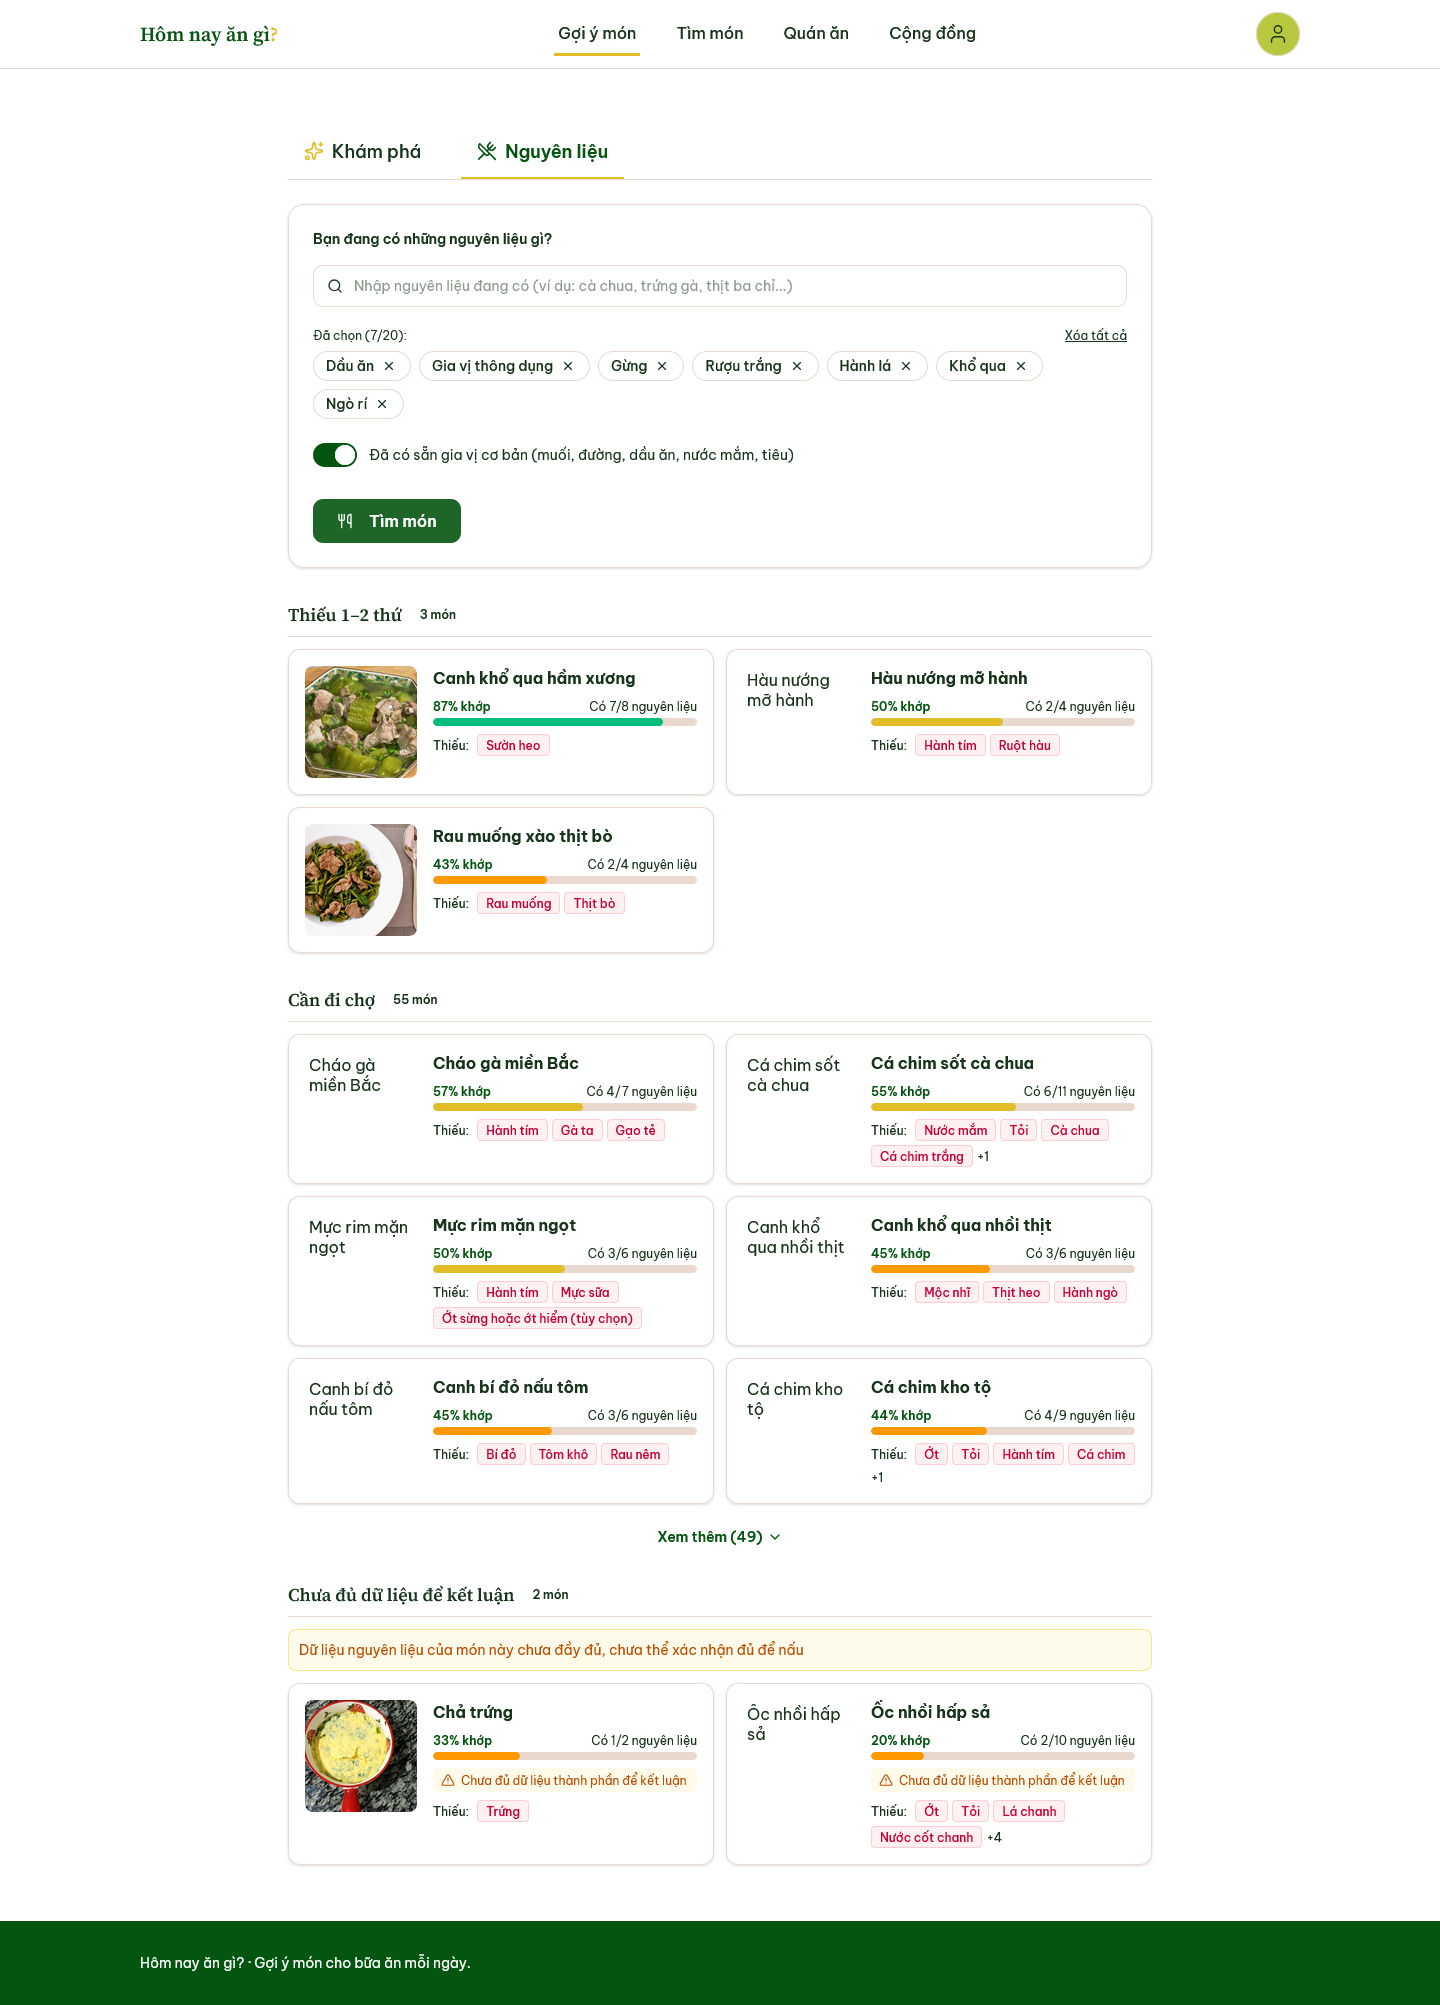 Hôm nay ăn gì?
Gợi ý món
Tìm món
Quán ăn
Cộng đồng
Khám phá
Nguyên liệu
Bạn đang có những nguyên liệu gì?
Nhập nguyên liệu đang có (ví dụ: cà chua, trứng gà, thịt ba chỉ...)
Đã chọn (7/20):
Xóa tất cả
Dầu ăn
Gia vị thông dụng
Gừng
Rượu trắng
Hành lá
Khổ qua
Ngò rí
Đã có sẵn gia vị cơ bản (muối, đường, dầu ăn, nước mắm, tiêu)
Tìm món
Thiếu 1–2 thứ 3 món
Canh khổ qua hầm xương
87% khớp Có 7/8 nguyên liệu
Thiếu: Sườn heo
Hàu nướng
mỡ hành
Hàu nướng mỡ hành
50% khớp Có 2/4 nguyên liệu
Thiếu: Hành tím Ruột hàu
Rau muống xào thịt bò
43% khớp Có 2/4 nguyên liệu
Thiếu: Rau muống Thịt bò
Cần đi chợ 55 món
Cháo gà
miền Bắc
Cháo gà miền Bắc
57% khớp Có 4/7 nguyên liệu
Thiếu: Hành tím Gà ta Gạo tẻ
Cá chim sốt
cà chua
Cá chim sốt cà chua
55% khớp Có 6/11 nguyên liệu
Thiếu: Nước mắm Tỏi Cà chua
Cá chim trắng +1
Mực rim mặn
ngọt
Mực rim mặn ngọt
50% khớp Có 3/6 nguyên liệu
Thiếu: Hành tím Mực sữa
Ớt sừng hoặc ớt hiểm (tùy chọn)
Canh khổ
qua nhồi thịt
Canh khổ qua nhồi thịt
45% khớp Có 3/6 nguyên liệu
Thiếu: Mộc nhĩ Thịt heo Hành ngò
Canh bí đỏ
nấu tôm
Canh bí đỏ nấu tôm
45% khớp Có 3/6 nguyên liệu
Thiếu: Bí đỏ Tôm khô Rau nêm
Cá chim kho
tộ
Cá chim kho tộ
44% khớp Có 4/9 nguyên liệu
Thiếu: Ớt Tỏi Hành tím Cá chim
+1
Xem thêm (49)
Chưa đủ dữ liệu để kết luận 2 món
Dữ liệu nguyên liệu của món này chưa đầy đủ, chưa thể xác nhận đủ để nấu
Chả trứng
33% khớp Có 1/2 nguyên liệu
Chưa đủ dữ liệu thành phần để kết luận
Thiếu: Trứng
Ốc nhồi hấp
sả
Ốc nhồi hấp sả
20% khớp Có 2/10 nguyên liệu
Chưa đủ dữ liệu thành phần để kết luận
Thiếu: Ớt Tỏi Lá chanh
Nước cốt chanh +4
Hôm nay ăn gì? · Gợi ý món cho bữa ăn mỗi ngày.